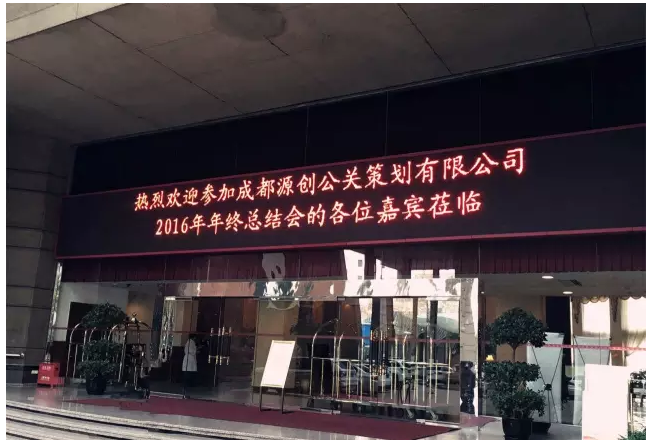 热烈欢迎参加成都源创公关策划有限公司
2016年年终总结会的各位嘉宾莅临